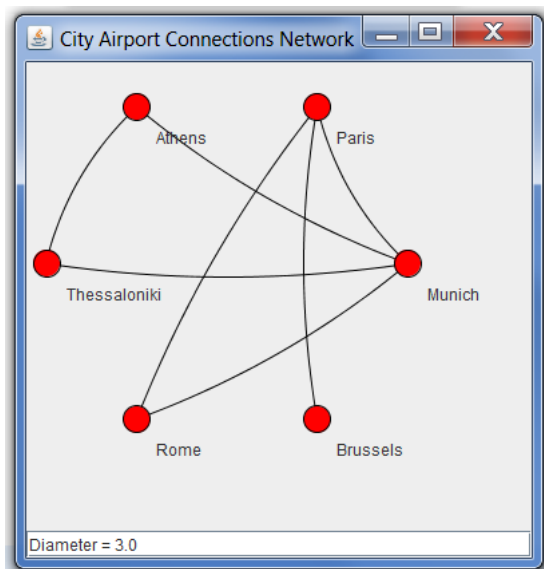 City Airport Connections Network
Athens
Paris
Thessaloniki
Munich
Rome
Brussels
Diameter = 3.0